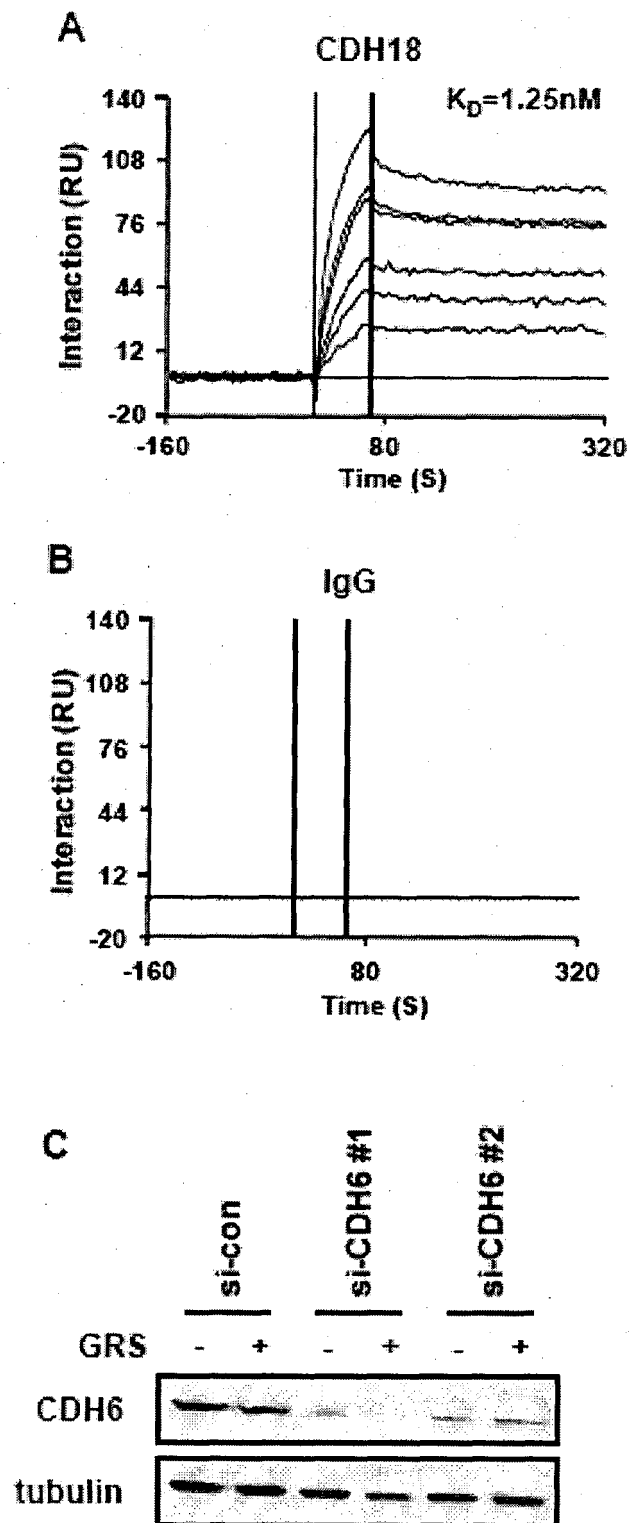 A
CDH18
K_D=1.25nM
Interaction (RU)
140
108
76
44
12
-20
-160 80 320
Time (S)
B
IgG
Interaction (RU)
140
108
76
44
12
-20
-160 80 320
Time (S)
C
si-con si-CDH6 #1 si-CDH6 #2
GRS - + - + - +
CDH6
tubulin